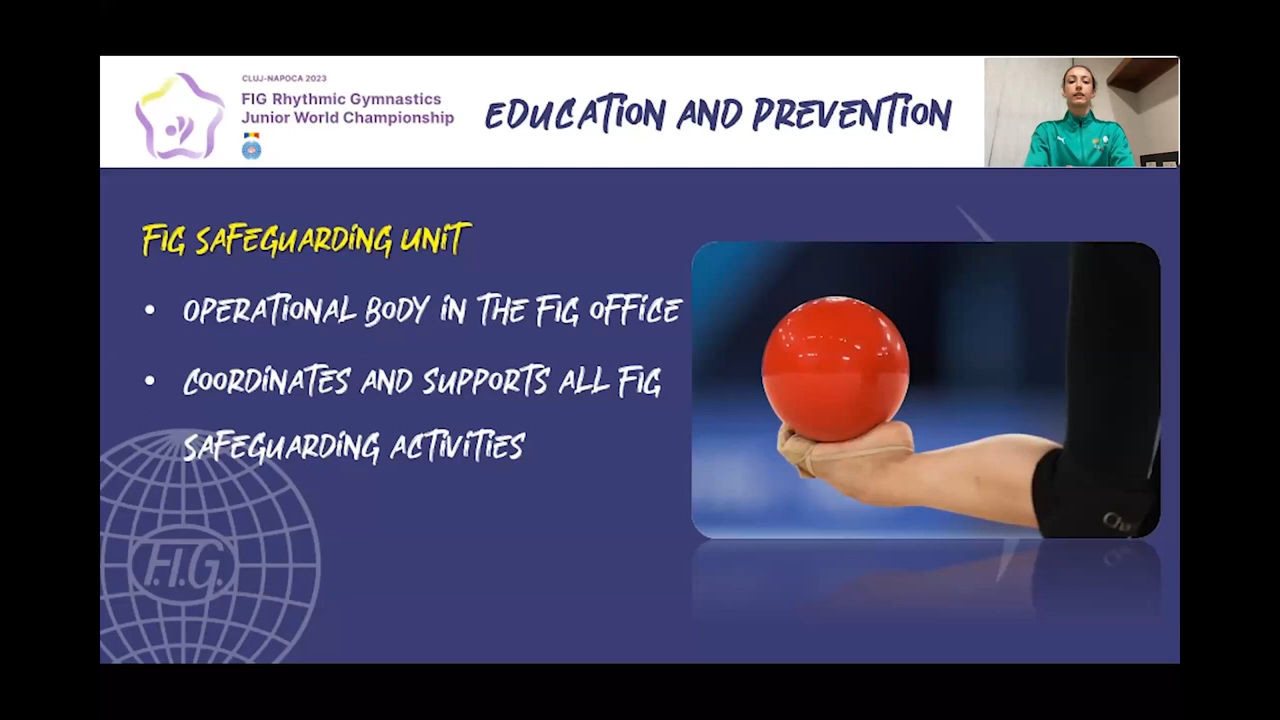 CLUJ-NAPOCA 2023
FIG Rhythmic Gymnastics
Junior World Championship
EDUCATION AND PREVENTION
FIG SAFEGUARDING UNIT
• OPERATIONAL BODY IN THE FIG OFFICE
• COORDINATES AND SUPPORTS ALL FIG
SAFEGUARDING ACTIVITIES
F.I.G.